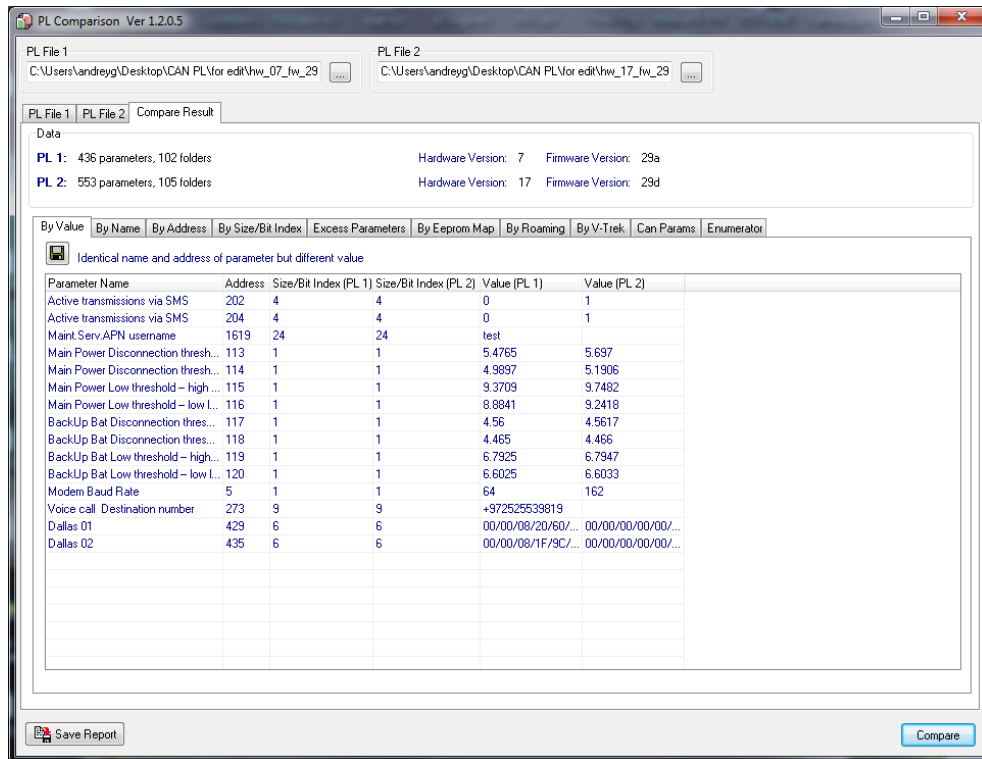 PL Comparison Ver 1.2.0.5
PL File 1 PL File 2
C:\Users\andreyg\Desktop\CAN PL\for edit\hw_07_fw_29 ... C:\Users\andreyg\Desktop\CAN PL\for edit\hw_17_fw_29 ...
PL File 1 PL File 2 Compare Result
Data
PL 1: 436 parameters, 102 folders Hardware Version: 7 Firmware Version: 29a
PL 2: 553 parameters, 105 folders Hardware Version: 17 Firmware Version: 29d
By Value By Name By Address By Size/Bit Index Excess Parameters By Eeprom Map By Roaming By V-Trek Can Params Enumerator
Identical name and address of parameter but different value
Parameter Name Address Size/Bit Index (PL 1) Size/Bit Index (PL 2) Value (PL 1) Value (PL 2)
Active transmissions via SMS 202 4 4 0 1
Active transmissions via SMS 204 4 4 0 1
Maint.Serv.APN username 1619 24 24 test
Main Power Disconnection thresh... 113 1 1 5.4765 5.697
Main Power Disconnection thresh... 114 1 1 4.9897 5.1906
Main Power Low threshold – high ... 115 1 1 9.3709 9.7482
Main Power Low threshold – low l... 116 1 1 8.8841 9.2418
BackUp Bat Disconnection thres... 117 1 1 4.56 4.5617
BackUp Bat Disconnection thres... 118 1 1 4.465 4.466
BackUp Bat Low threshold – high... 119 1 1 6.7925 6.7947
BackUp Bat Low threshold – low l... 120 1 1 6.6025 6.6033
Modem Baud Rate 5 1 1 64 162
Voice call Destination number 273 9 9 +972525539819
Dallas 01 429 6 6 00/00/08/20/60/... 00/00/00/00/00/...
Dallas 02 435 6 6 00/00/08/1F/9C/... 00/00/00/00/00/...
Save Report Compare